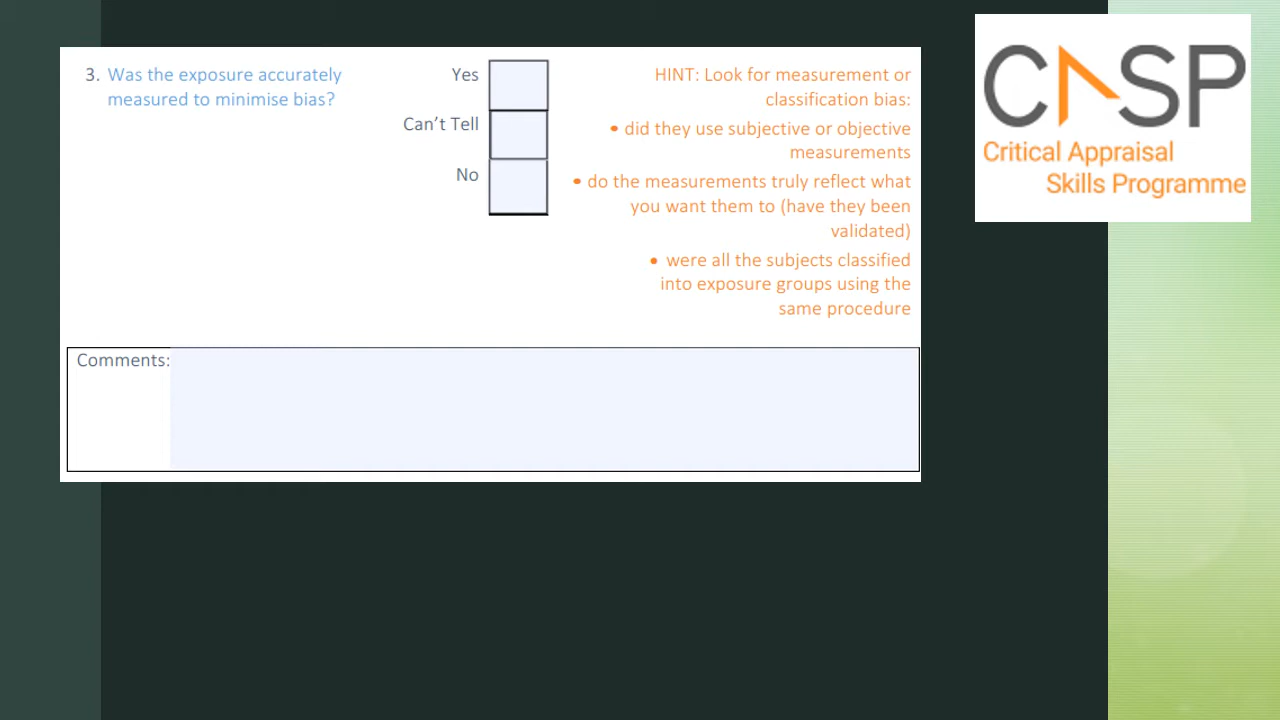 3. Was the exposure accurately
measured to minimise bias?
Yes
Can't Tell
No
HINT: Look for measurement or
classification bias:
• did they use subjective or objective
measurements
• do the measurements truly reflect what
you want them to (have they been
validated)
• were all the subjects classified
into exposure groups using the
same procedure
Comments:
CASP
Critical Appraisal
Skills Programme